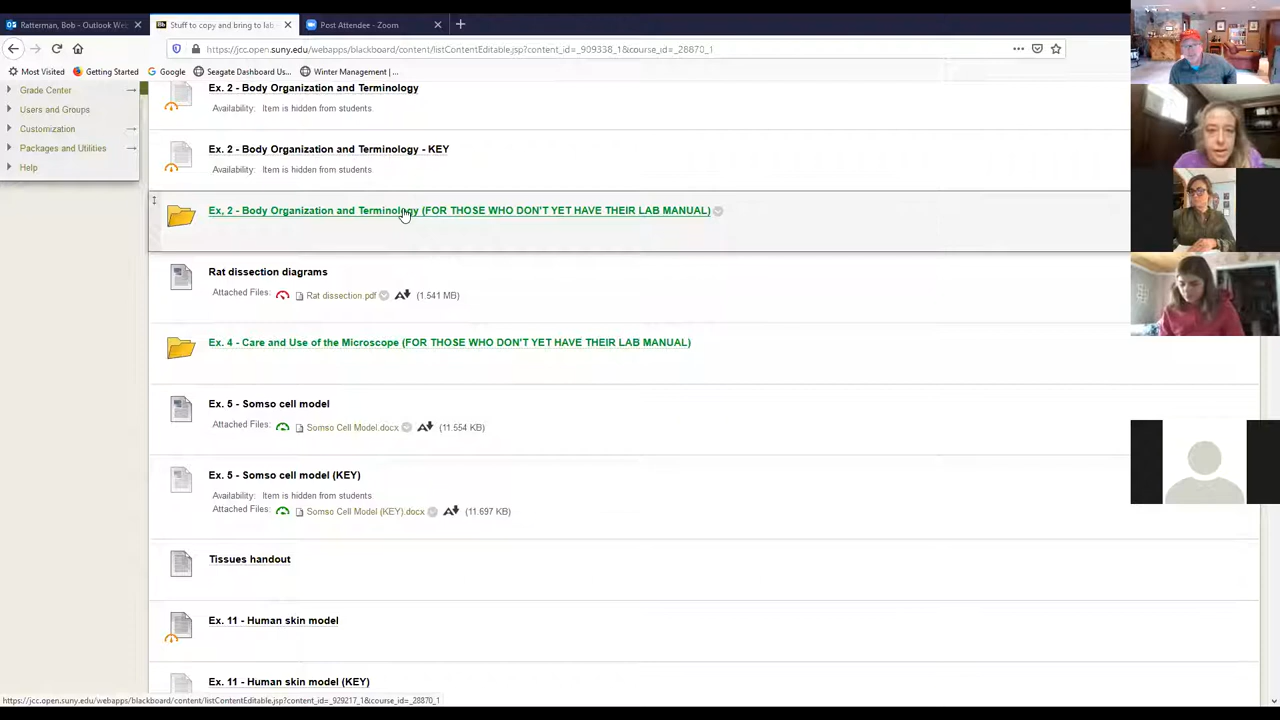 Ratterman, Bob - Outlook We
Stuff to copy and bring to lab
Post Attendee - Zoom
https://jcc.open.suny.edu/webapps/blackboard/content/listContentEditable.jsp?content_id=_909338_1&course_id=_28870_1
Most Visited
Getting Started
Google
Seagate Dashboard Us...
Winter Management | ...
Grade Center
Users and Groups
Customization
Packages and Utilities
Help
Ex. 2 - Body Organization and Terminology
Availability: Item is hidden from students.
Ex. 2 - Body Organization and Terminology - KEY
Availability: Item is hidden from students.
Ex, 2 - Body Organization and Terminology (FOR THOSE WHO DON'T YET HAVE THEIR LAB MANUAL)
Rat dissection diagrams
Attached Files: Rat dissection.pdf (1.541 MB)
Ex. 4 - Care and Use of the Microscope (FOR THOSE WHO DON'T YET HAVE THEIR LAB MANUAL)
Ex. 5 - Somso cell model
Attached Files: Somso Cell Model.docx (11.554 KB)
Ex. 5 - Somso cell model (KEY)
Availability: Item is hidden from students.
Attached Files: Somso Cell Model (KEY).docx (11.697 KB)
Tissues handout
Ex. 11 - Human skin model
Ex. 11 - Human skin model (KEY)
https://jcc.open.suny.edu/webapps/blackboard/content/listContentEditable.jsp?content_id=_929217_1&course_id=_28870_1